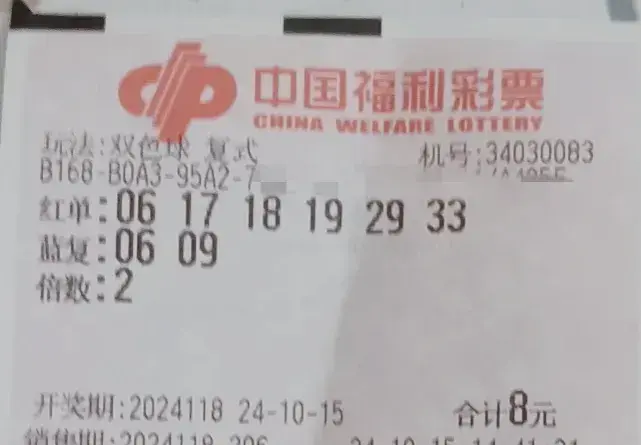 中国福利彩票
CHINA WELFARE LOTTERY
玩法:双色球 复式
机号:34030083
B168-B0A3-95A2-7
红单:06 17 18 19 29 33
蓝复:06 09
倍数:2
开奖期:2024118 24-10-15 合计8元